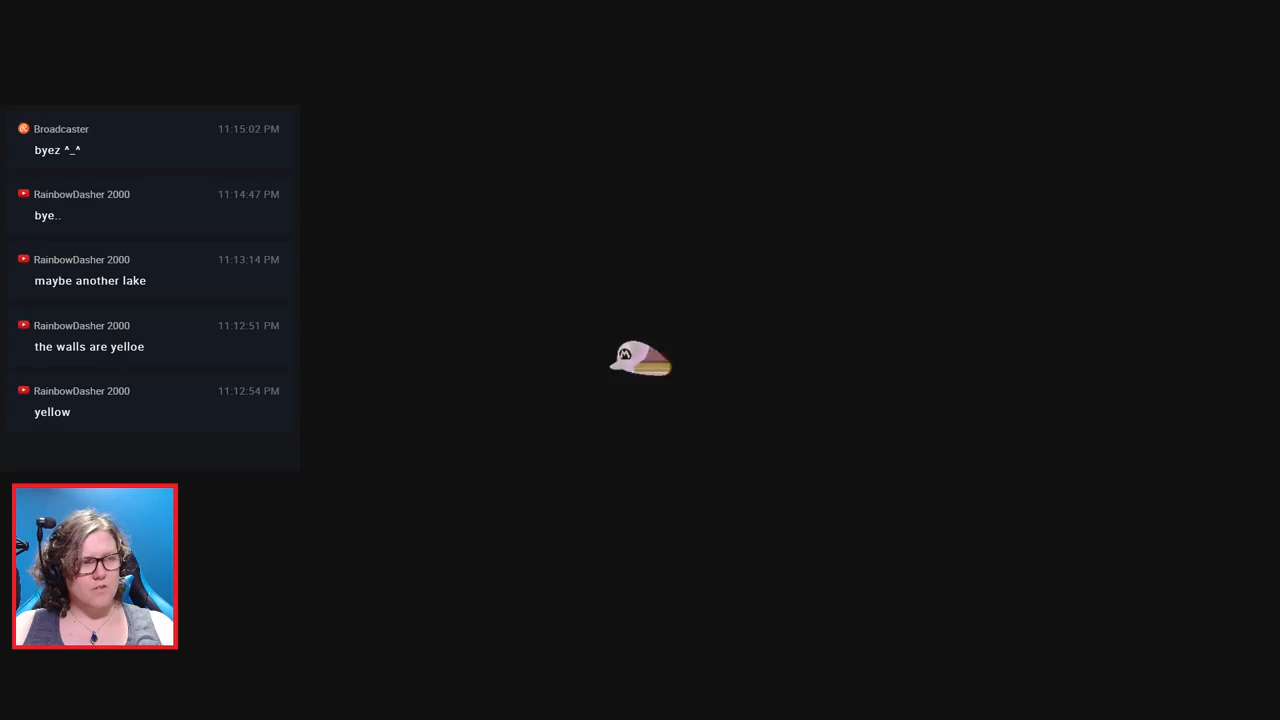 Broadcaster 11:15:02 PM
byez ^_^
RainbowDasher 2000 11:14:47 PM
bye..
RainbowDasher 2000 11:13:14 PM
maybe another lake
RainbowDasher 2000 11:12:51 PM
the walls are yelloe
RainbowDasher 2000 11:12:54 PM
yellow
M